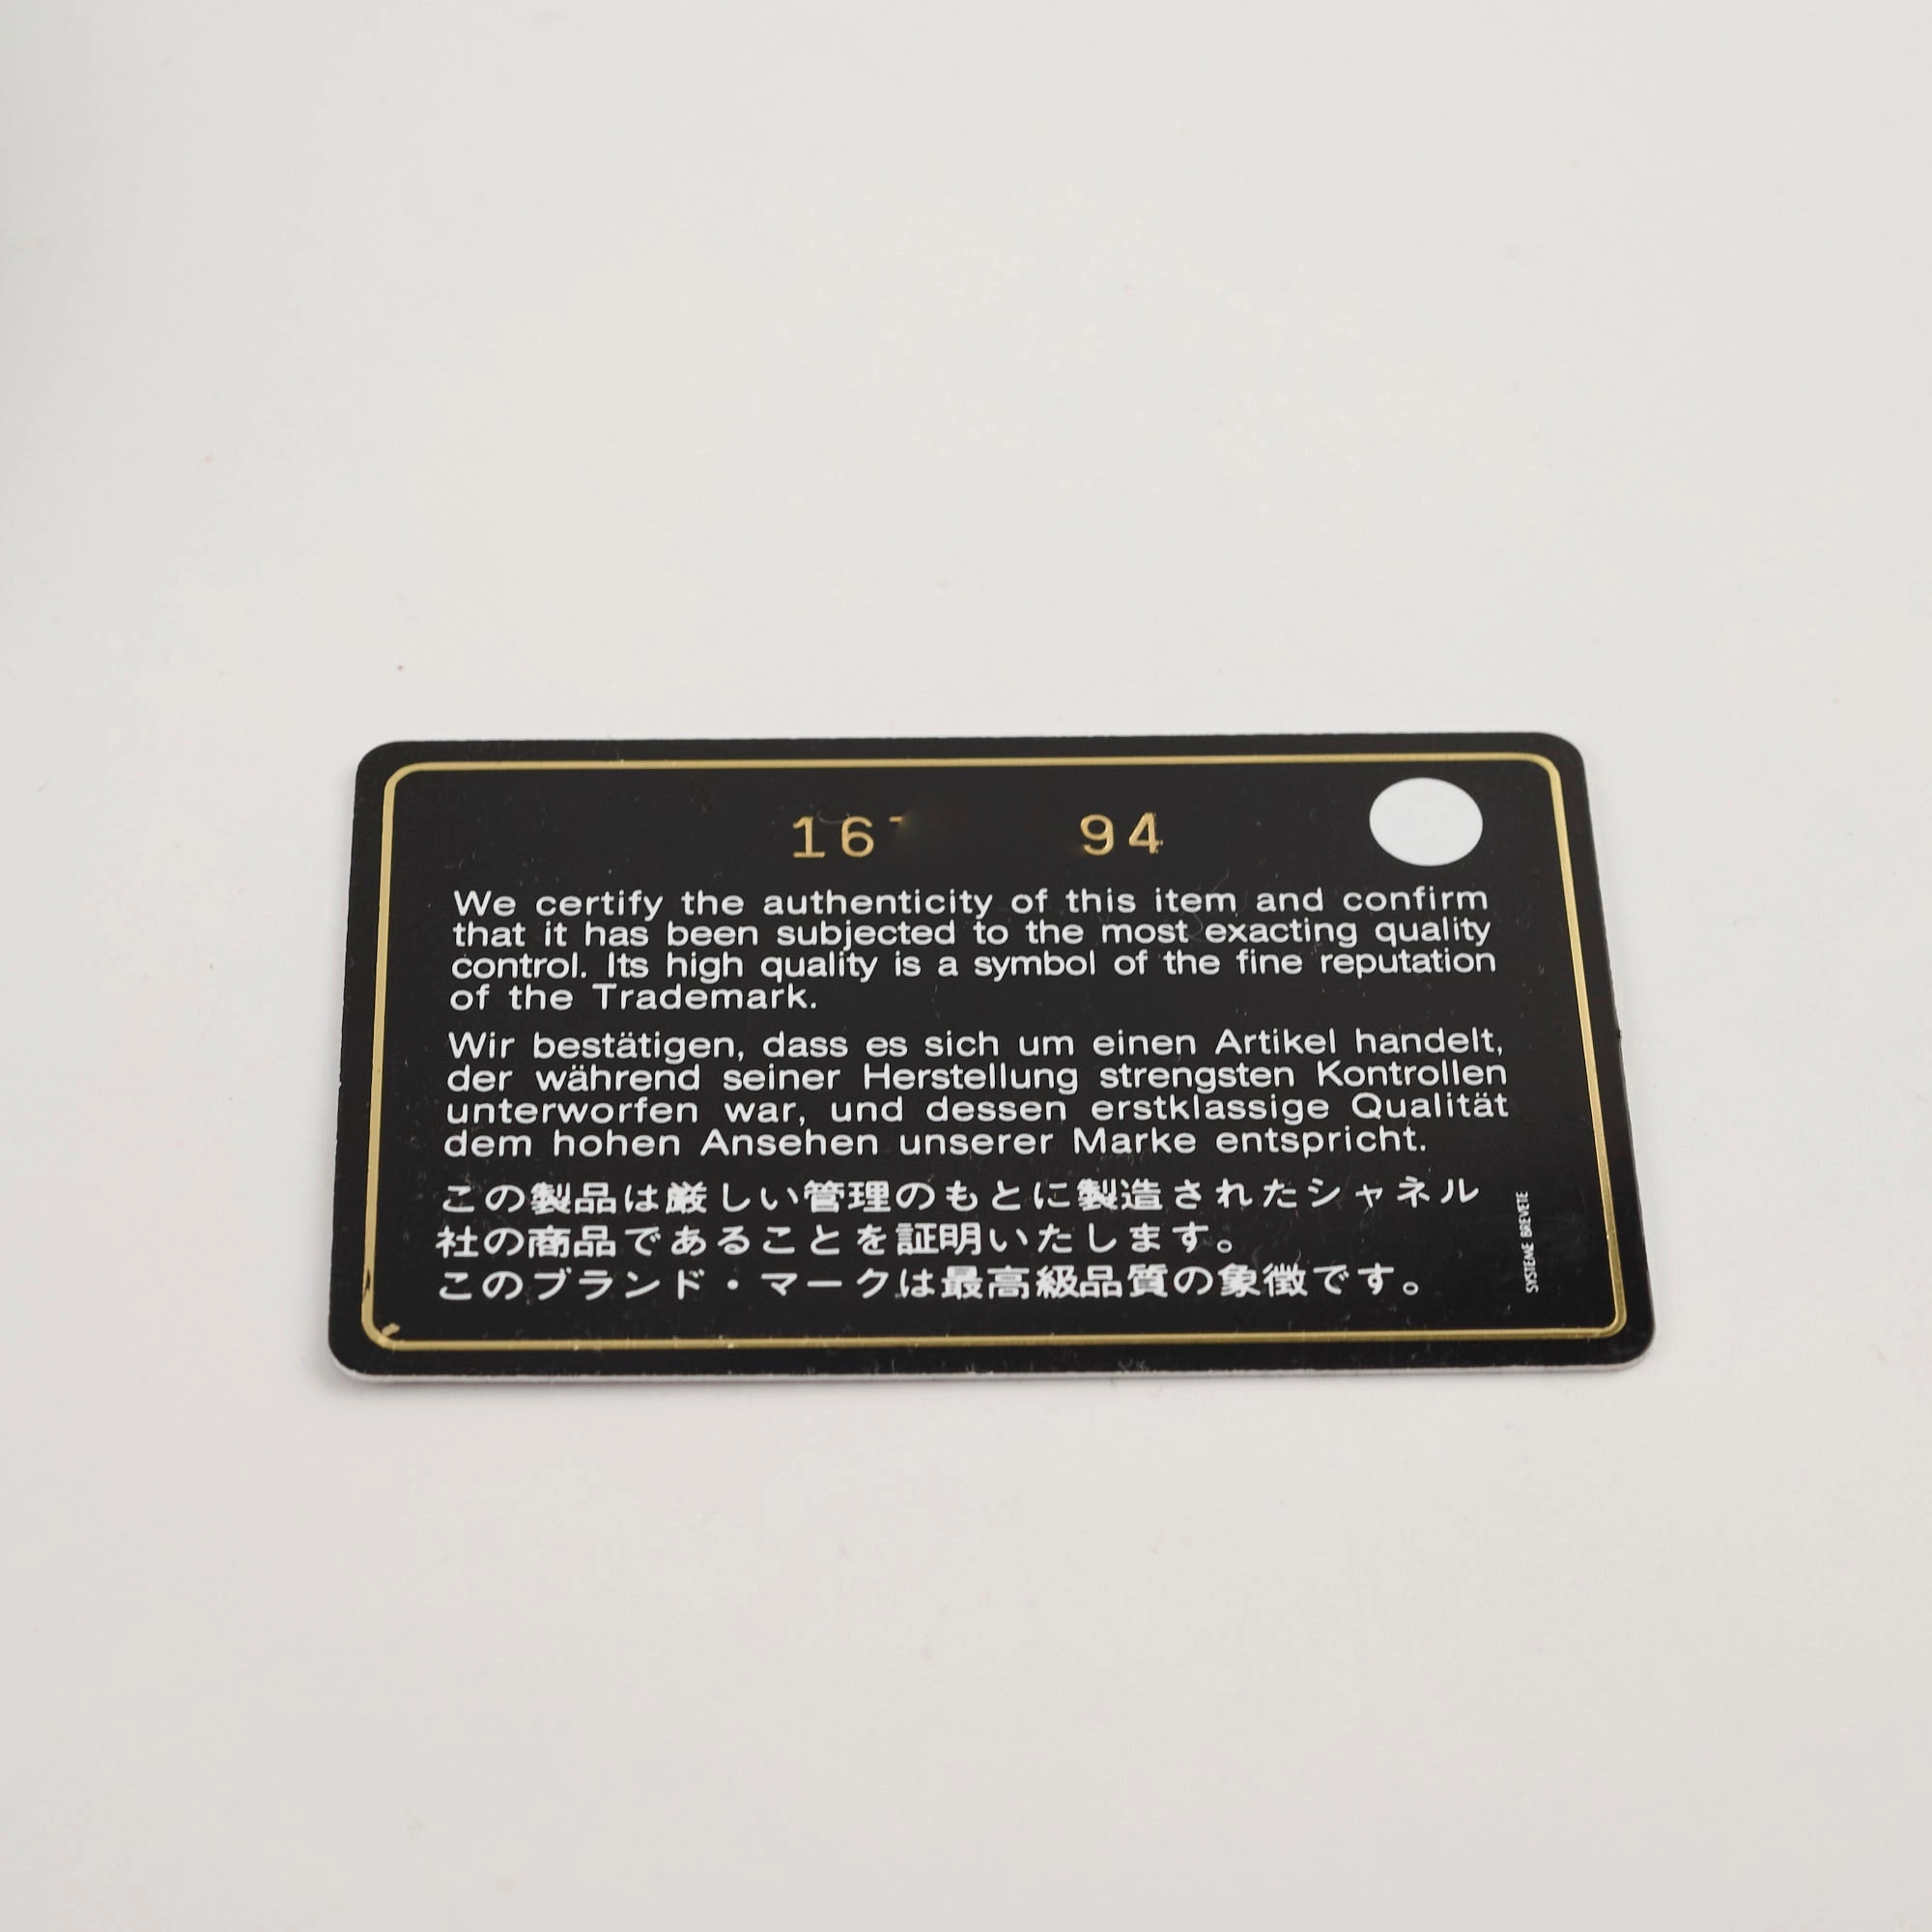 16 94
We certify the authenticity of this item and confirm
that it has been subjected to the most exacting quality
control. Its high quality is a symbol of the fine reputation
of the Trademark.
Wir bestätigen, dass es sich um einen Artikel handelt,
der während seiner Herstellung strengsten Kontrollen
unterworfen war, und dessen erstklassige Qualität
dem hohen Ansehen unserer Marke entspricht.
この製品は厳しい管理のもとに製造されたシャネル
社の商品であることを証明いたします。
このブランド・マークは最高級品質の象徴です。
SYSTEME BREVETE